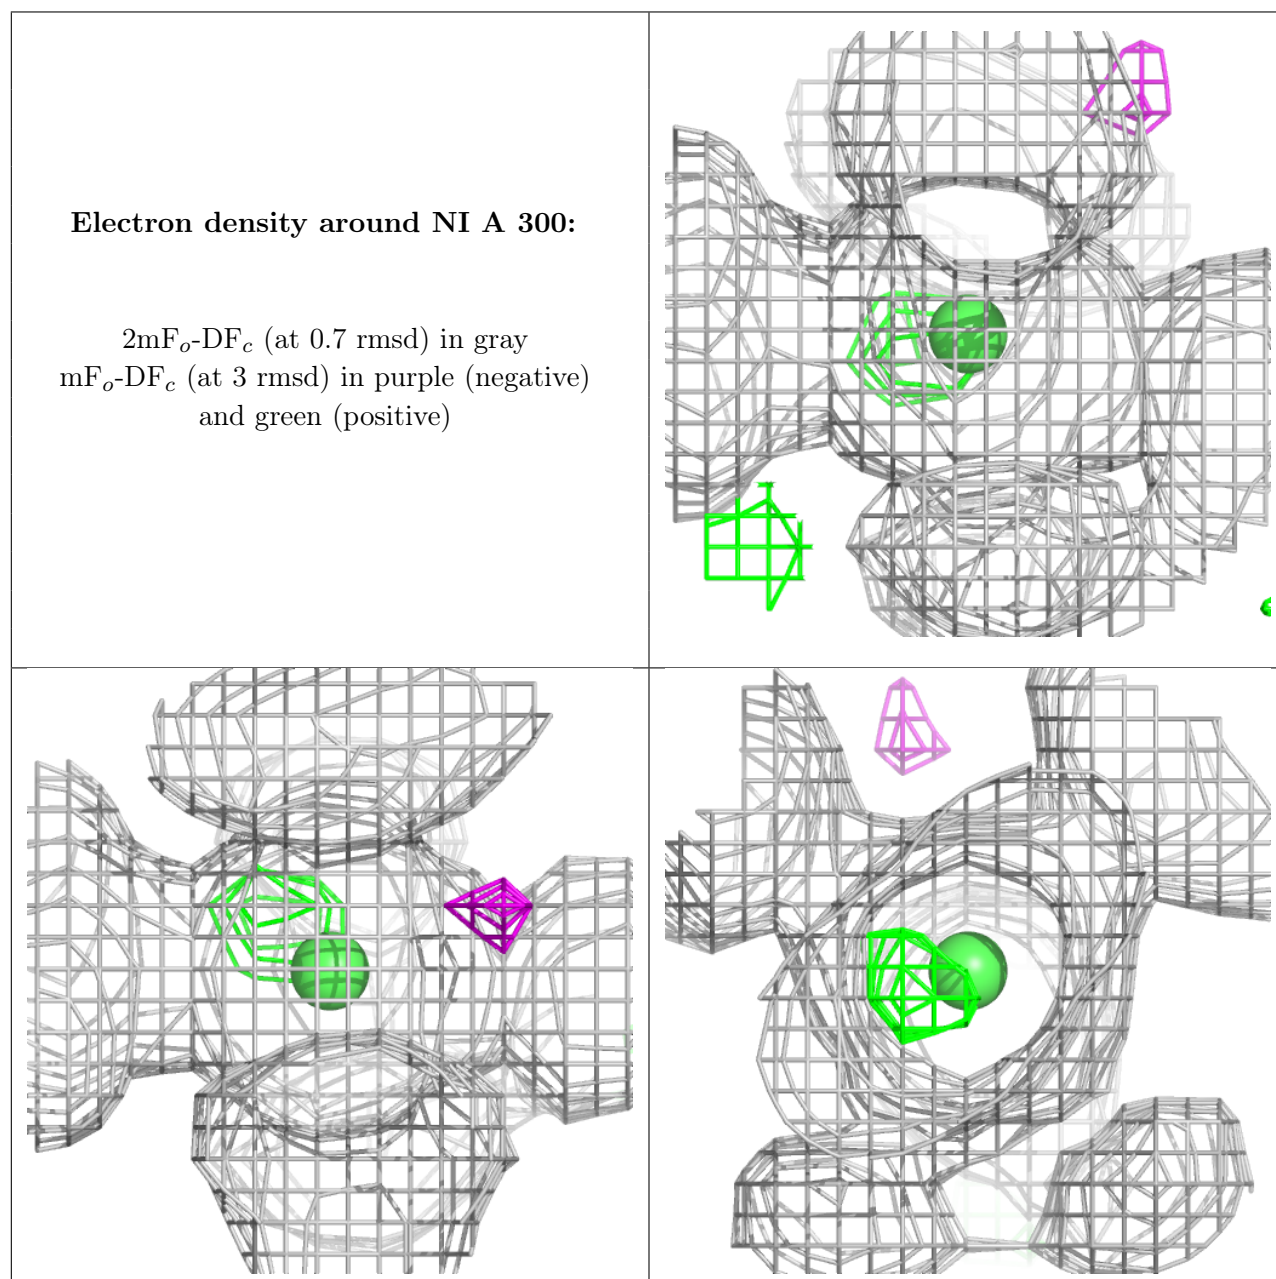 Electron density around NI A 300:
2mFo-DFc (at 0.7 rmsd) in gray
mFo-DFc (at 3 rmsd) in purple (negative)
and green (positive)